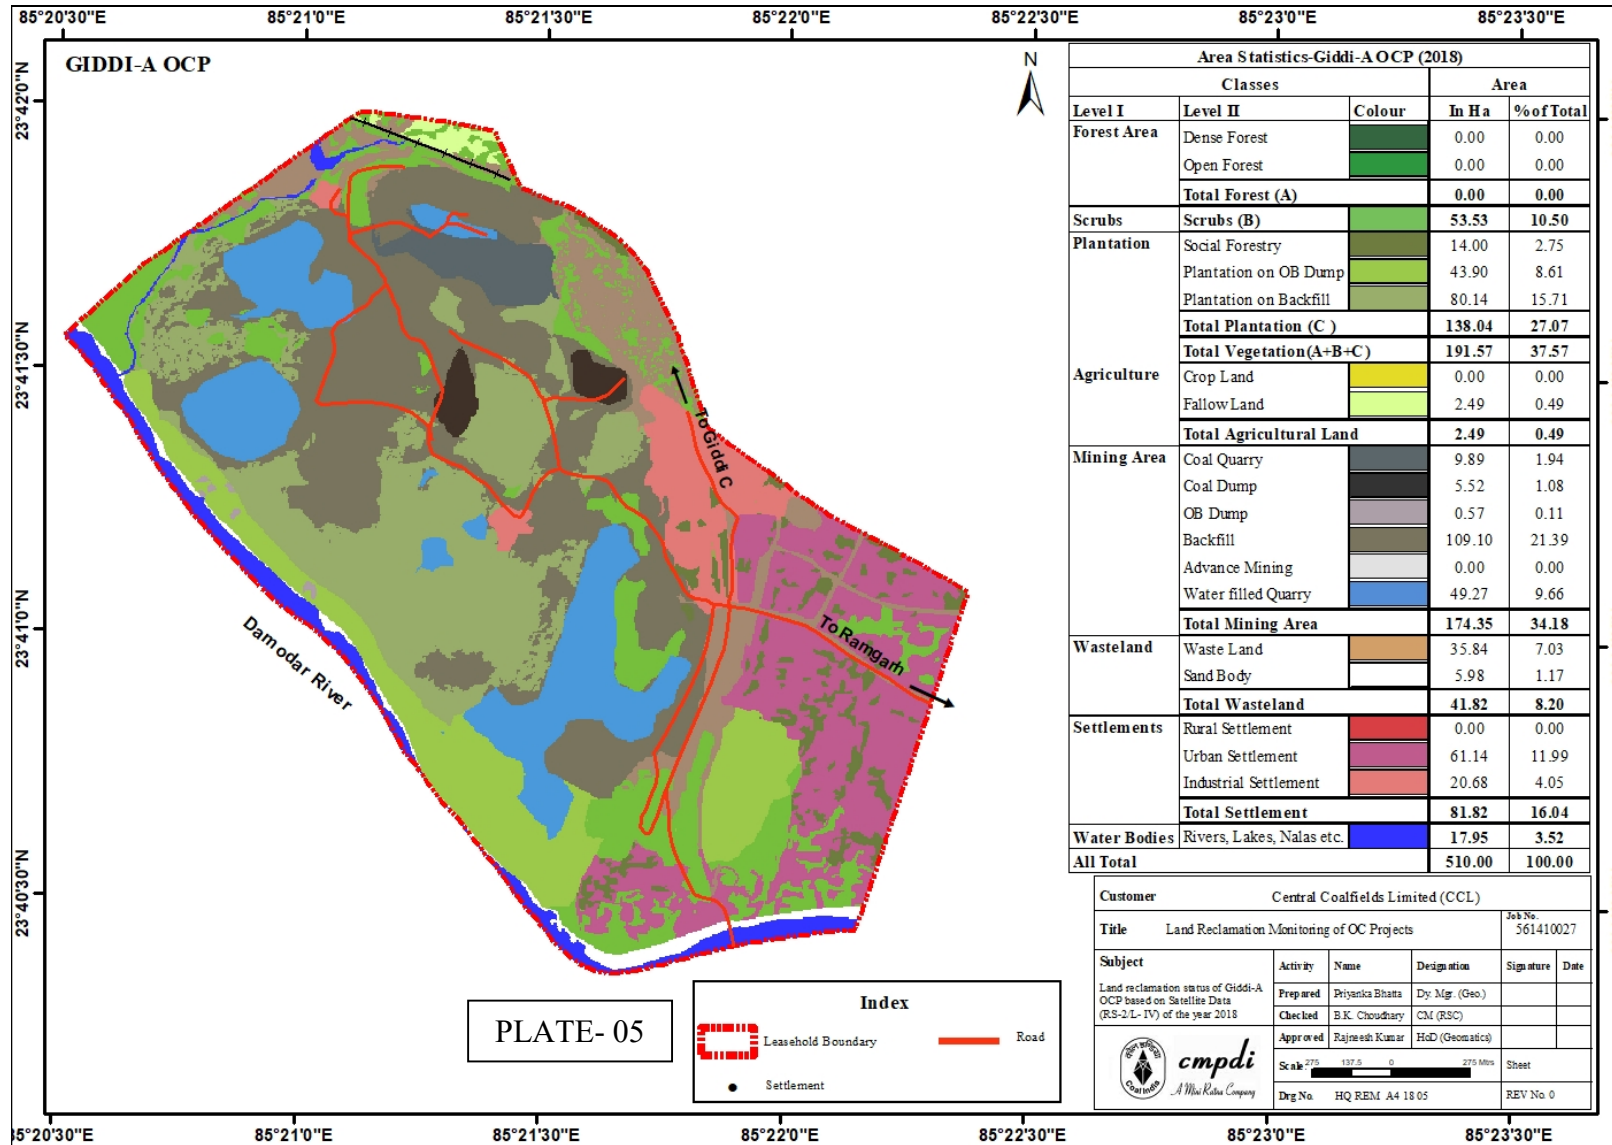 85°20'30"E 85°21'0"E 85°21'30"E 85°22'0"E 85°22'30"E 85°23'0"E 85°23'30"E
GIDDI-A OCP
N
23°42'0"N
23°41'30"N
23°41'0"N
23°40'30"N
To Giddi C
To Ramgarh
Damodar River
Area Statistics-Giddi-A OCP (2018)
Classes Area
Level I Level II Colour In Ha % of Total
Forest Area Dense Forest 0.00 0.00
Open Forest 0.00 0.00
Total Forest (A) 0.00 0.00
Scrubs Scrubs (B) 53.53 10.50
Plantation Social Forestry 14.00 2.75
Plantation on OB Dump 43.90 8.61
Plantation on Backfill 80.14 15.71
Total Plantation (C ) 138.04 27.07
Total Vegetation(A+B+C) 191.57 37.57
Agriculture Crop Land 0.00 0.00
Fallow Land 2.49 0.49
Total Agricultural Land 2.49 0.49
Mining Area Coal Quarry 9.89 1.94
Coal Dump 5.52 1.08
OB Dump 0.57 0.11
Backfill 109.10 21.39
Advance Mining 0.00 0.00
Water filled Quarry 49.27 9.66
Total Mining Area 174.35 34.18
Wasteland Waste Land 35.84 7.03
Sand Body 5.98 1.17
Total Wasteland 41.82 8.20
Settlements Rural Settlement 0.00 0.00
Urban Settlement 61.14 11.99
Industrial Settlement 20.68 4.05
Total Settlement 81.82 16.04
Water Bodies Rivers, Lakes, Nalas etc. 17.95 3.52
All Total 510.00 100.00
Customer Central Coalfields Limited (CCL)
Title Land Reclamation Monitoring of OC Projects Job No. 561410027
Subject Activity Name Designation Signature Date
Land reclamation status of Giddi-A
OCP based on Satellite Data
(RS-2/L- IV) of the year 2018
Prepared Priyanka Bhatta Dy. Mgr. (Geo.)
Checked B.K. Choudhary CM (RSC)
Approved Rajneesh Kumar HoD (Geomatics)
Coal India
cmpdi
A Mini Ratna Company
Scale: 275 137.5 0 275 Mtrs Sheet
Drg No. HQ REM A4 18 05 REV No. 0
PLATE- 05
Index
Leasehold Boundary Road
Settlement
85°20'30"E 85°21'0"E 85°21'30"E 85°22'0"E 85°22'30"E 85°23'0"E 85°23'30"E